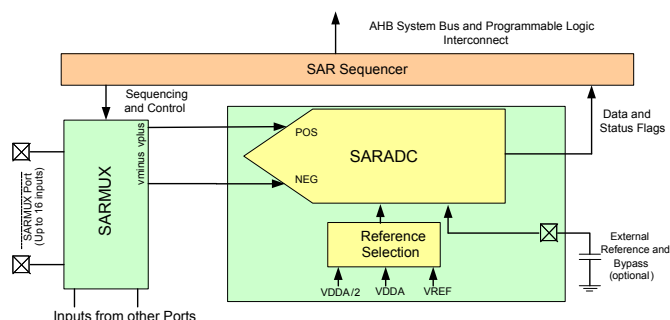 AHB System Bus and Programmable Logic
Interconnect
SAR Sequencer
Sequencing
and Control
Data and
Status Flags
vminus vplus
POS
SARADC
NEG
SARMUX
SARMUX Port
(Up to 16 inputs)
Reference
Selection
External
Reference and
Bypass
(optional)
VDDA/2 VDDA VREF
Inputs from other Ports